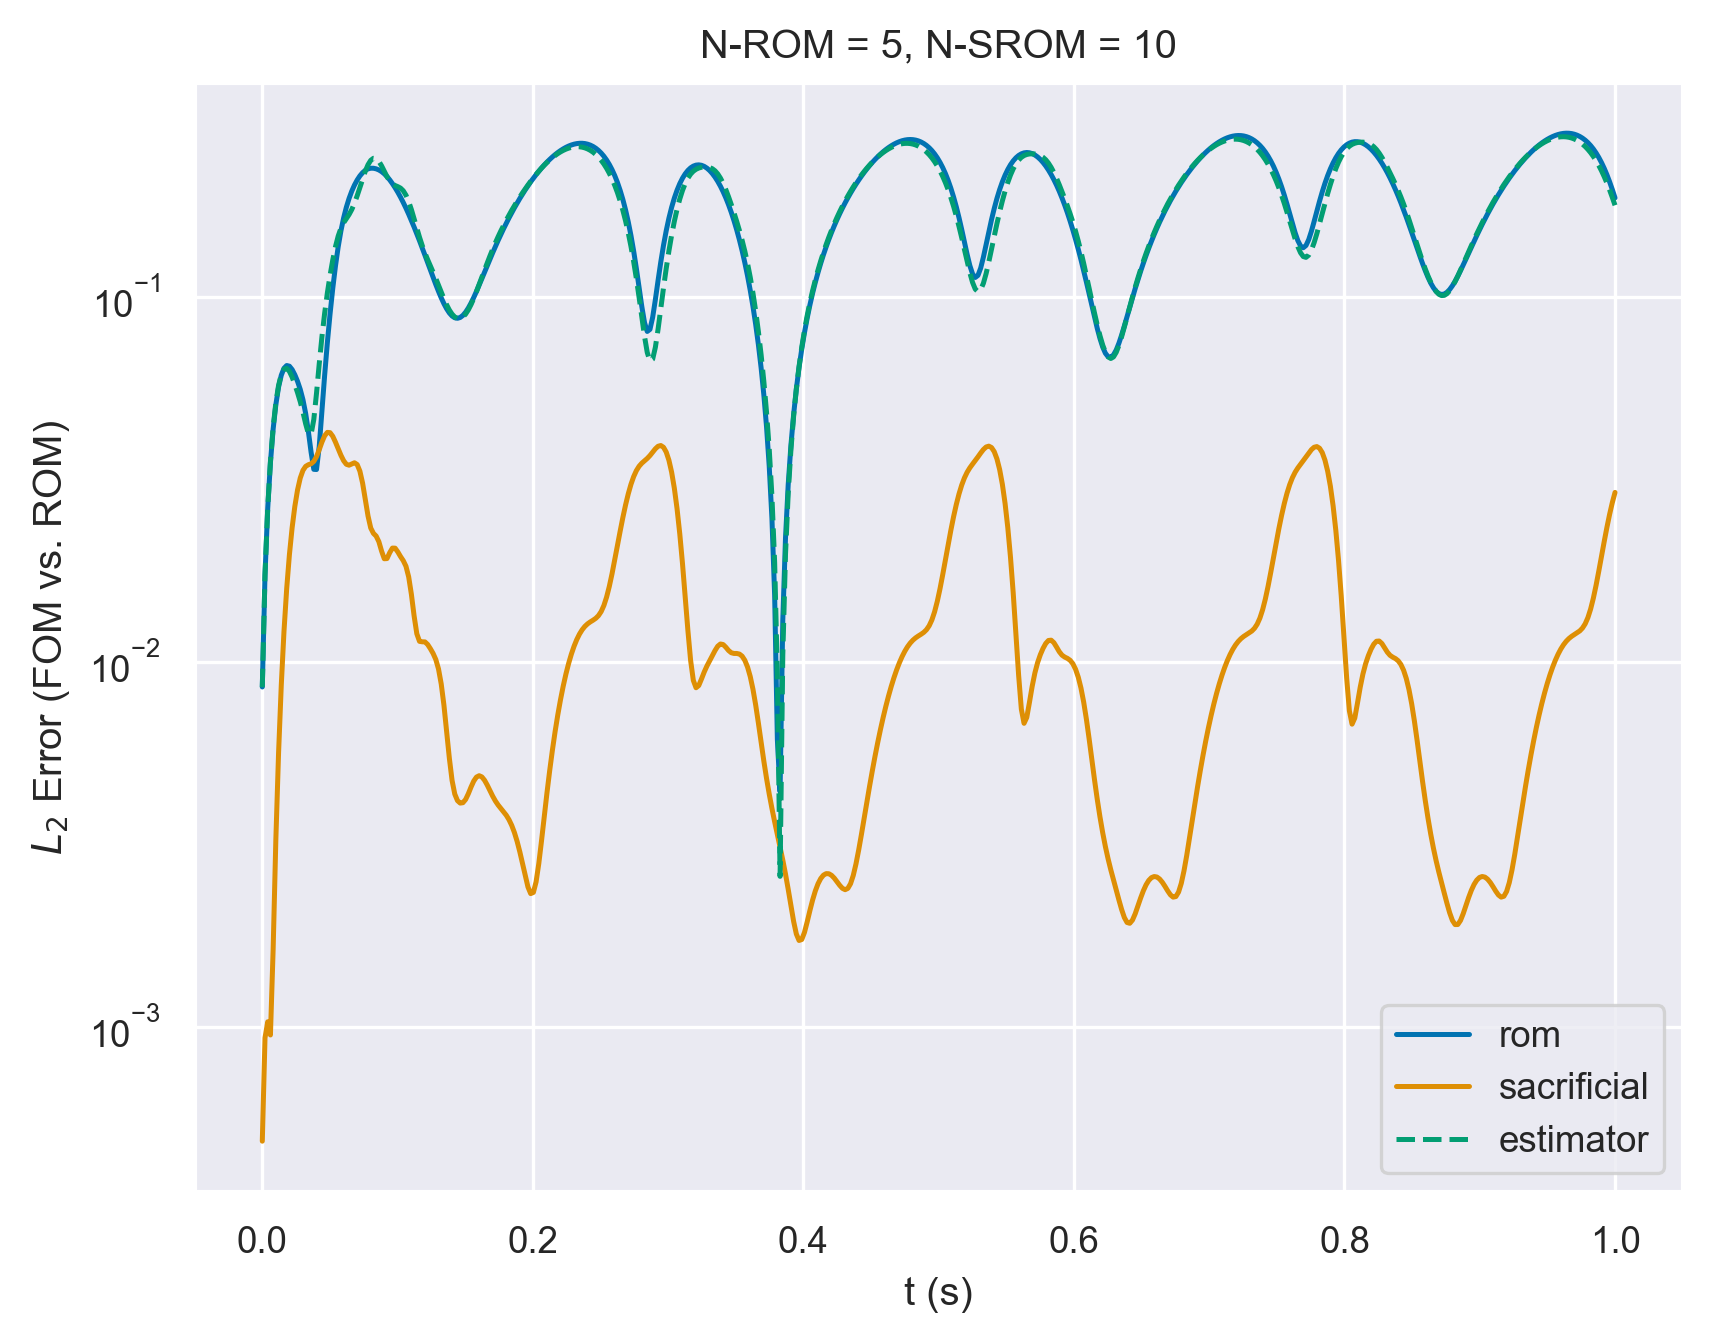 N-ROM = 5, N-SROM = 10
L₂ Error (FOM vs. ROM)
10⁻¹
10⁻²
10⁻³
rom
sacrificial
estimator
0.0 0.2 0.4 0.6 0.8 1.0
t (s)